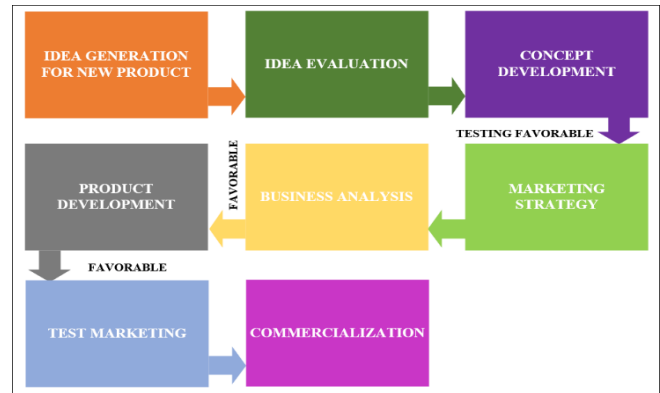 IDEA GENERATION
FOR NEW PRODUCT
IDEA EVALUATION
CONCEPT
DEVELOPMENT
TESTING FAVORABLE
MARKETING
STRATEGY
BUSINESS ANALYSIS
FAVORABLE
PRODUCT
DEVELOPMENT
FAVORABLE
TEST MARKETING
COMMERCIALIZATION